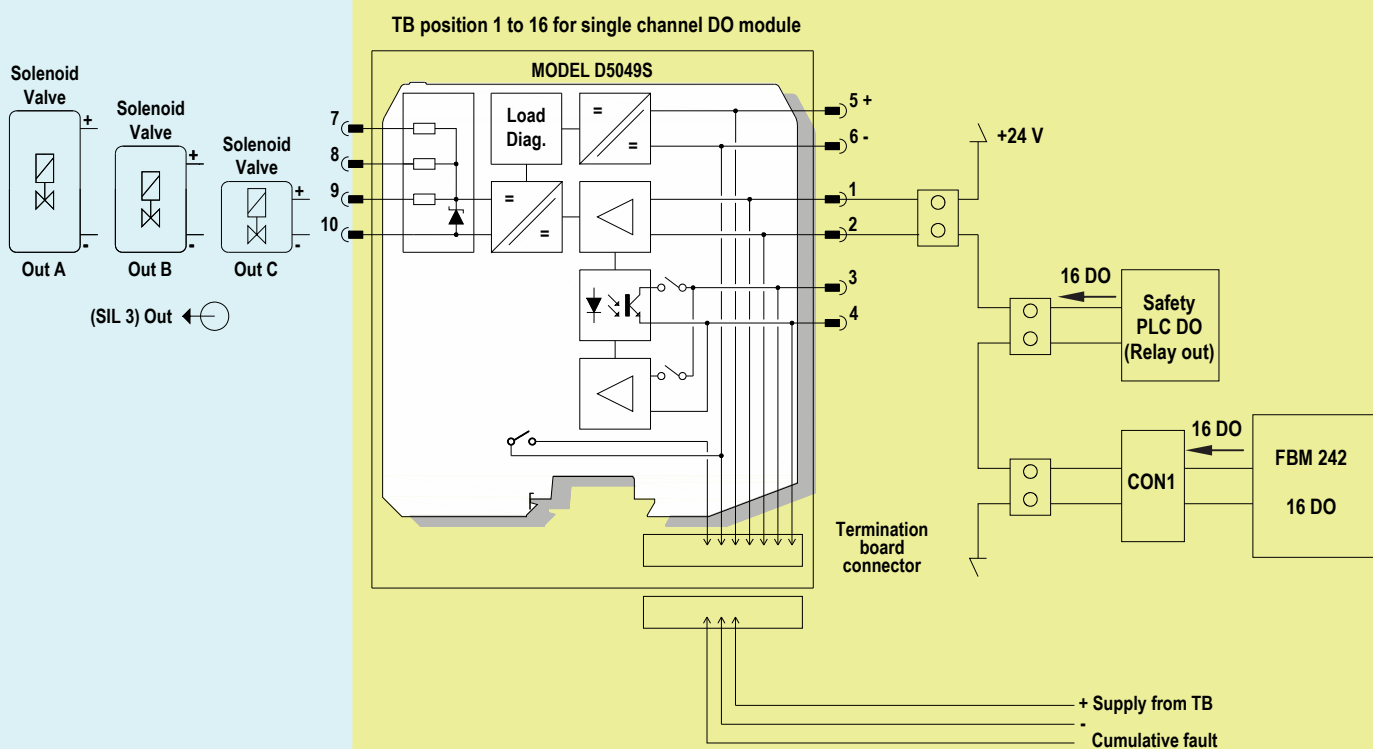 TB position 1 to 16 for single channel DO module
MODEL D5049S
Solenoid
Valve
+
-
Out A
Solenoid
Valve
+
-
Out B
Solenoid
Valve
+
-
Out C
(SIL 3) Out
7
8
9
10
Load
Diag.
=
=
=
=
5 +
6 -
1
2
3
4
+24 V
16 DO
Safety
PLC DO
(Relay out)
16 DO
CON1
FBM 242
16 DO
Termination
board
connector
+ Supply from TB
-
Cumulative fault